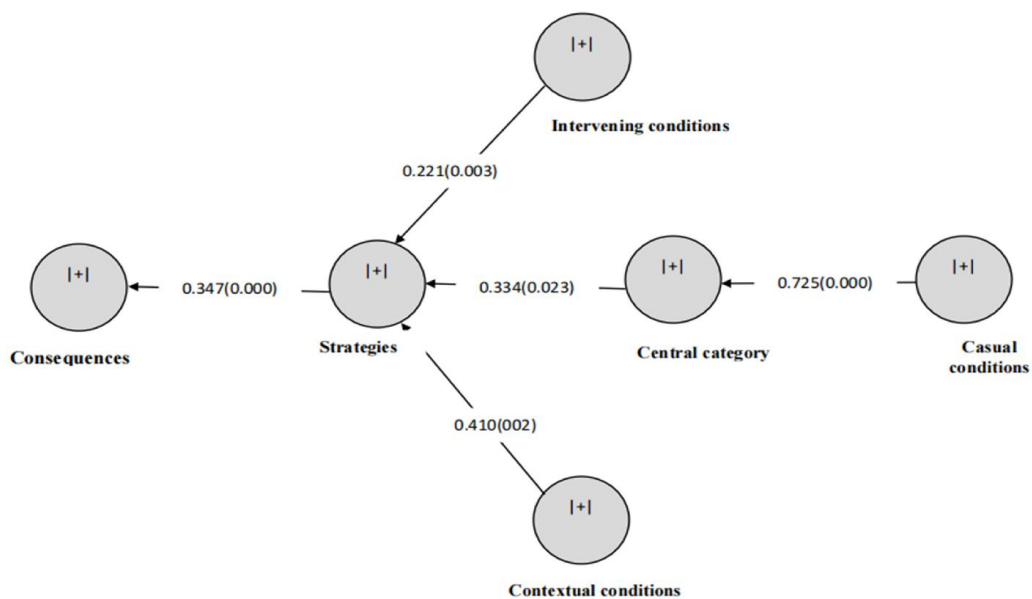 |+|
Intervening conditions
0.221(0.003)
|+|
|+|
|+|
|+|
0.347(0.000)
0.334(0.023)
0.725(0.000)
Consequences
Strategies
Central category
Casual
conditions
0.410(002)
|+|
Contextual conditions